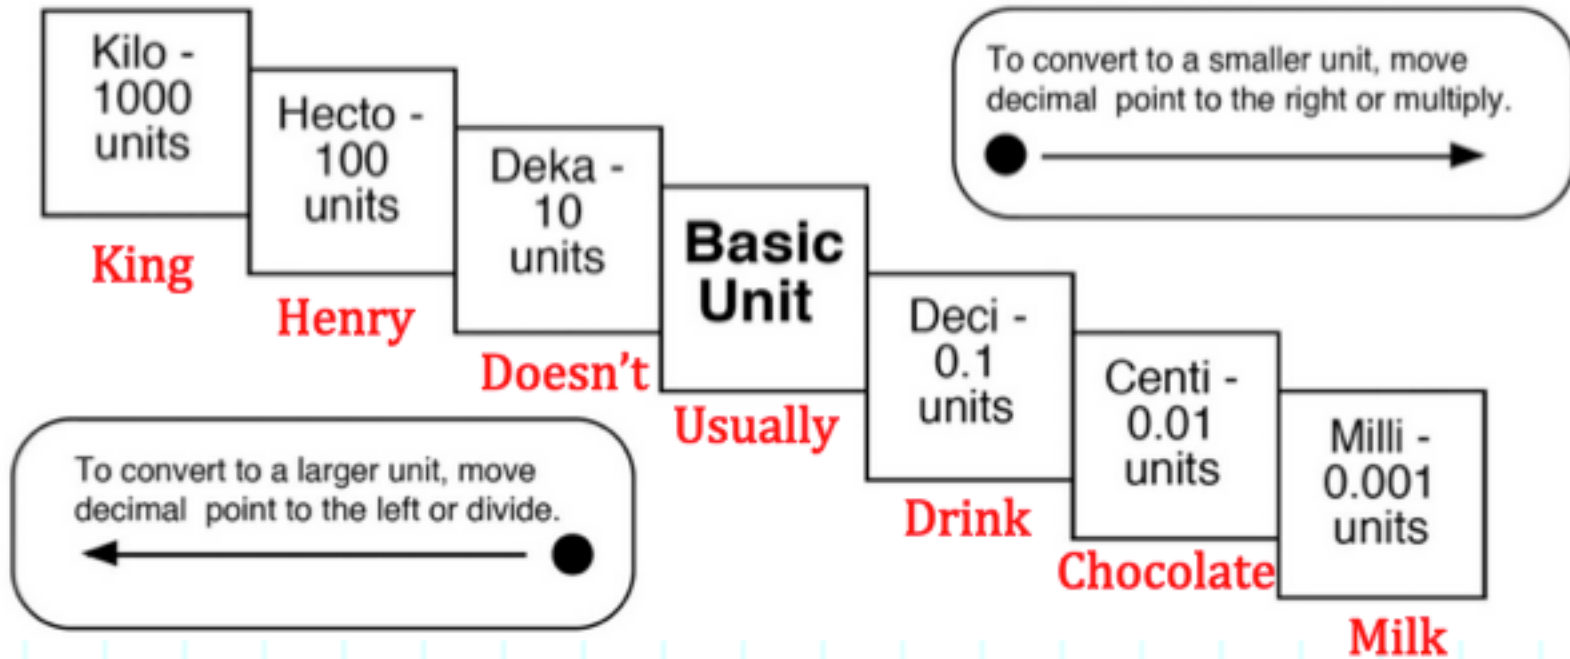 Kilo -
1000
units
King
Hecto -
100
units
Henry
Deka -
10
units
Doesn't
Basic
Unit
Usually
Deci -
0.1
units
Drink
Centi -
0.01
units
Chocolate
Milli -
0.001
units
Milk
To convert to a smaller unit, move
decimal point to the right or multiply.
To convert to a larger unit, move
decimal point to the left or divide.